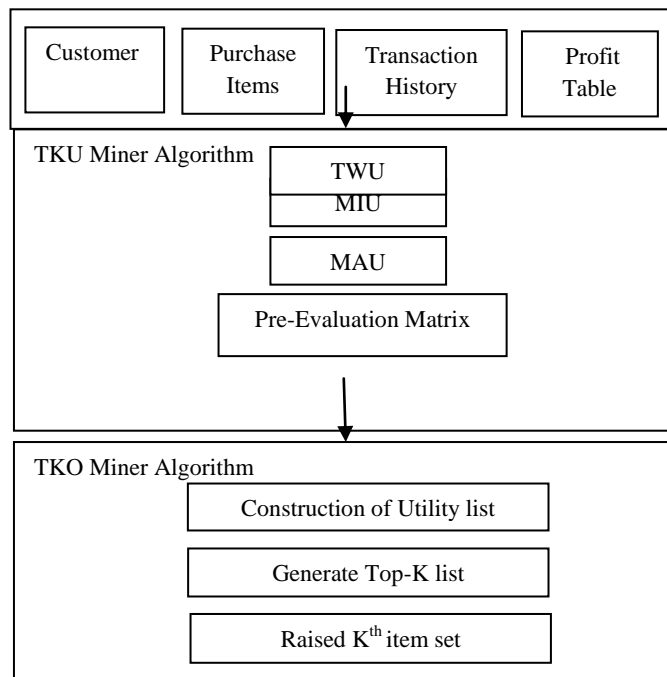 Customer
Purchase
Items
Transaction
History
Profit
Table
TKU Miner Algorithm
TWU
MIU
MAU
Pre-Evaluation Matrix
TKO Miner Algorithm
Construction of Utility list
Generate Top-K list
Raised Kth item set